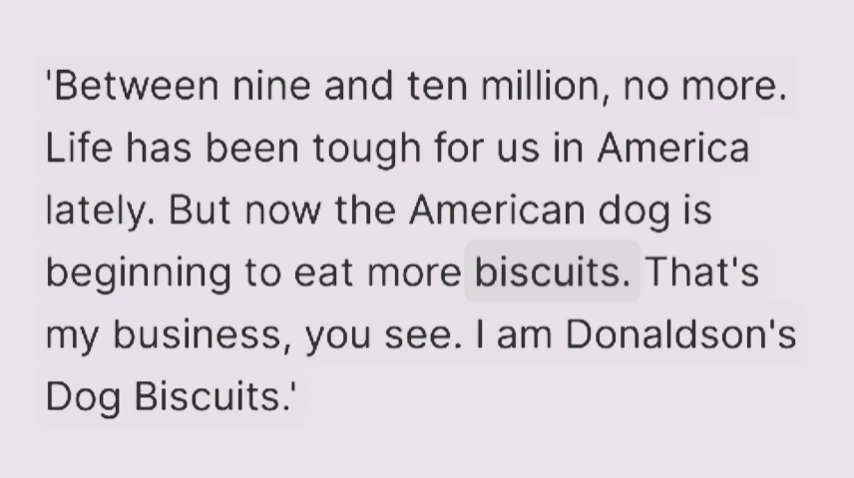 'Between nine and ten million, no more.
Life has been tough for us in America
lately. But now the American dog is
beginning to eat more biscuits. That's
my business, you see. I am Donaldson's
Dog Biscuits.'